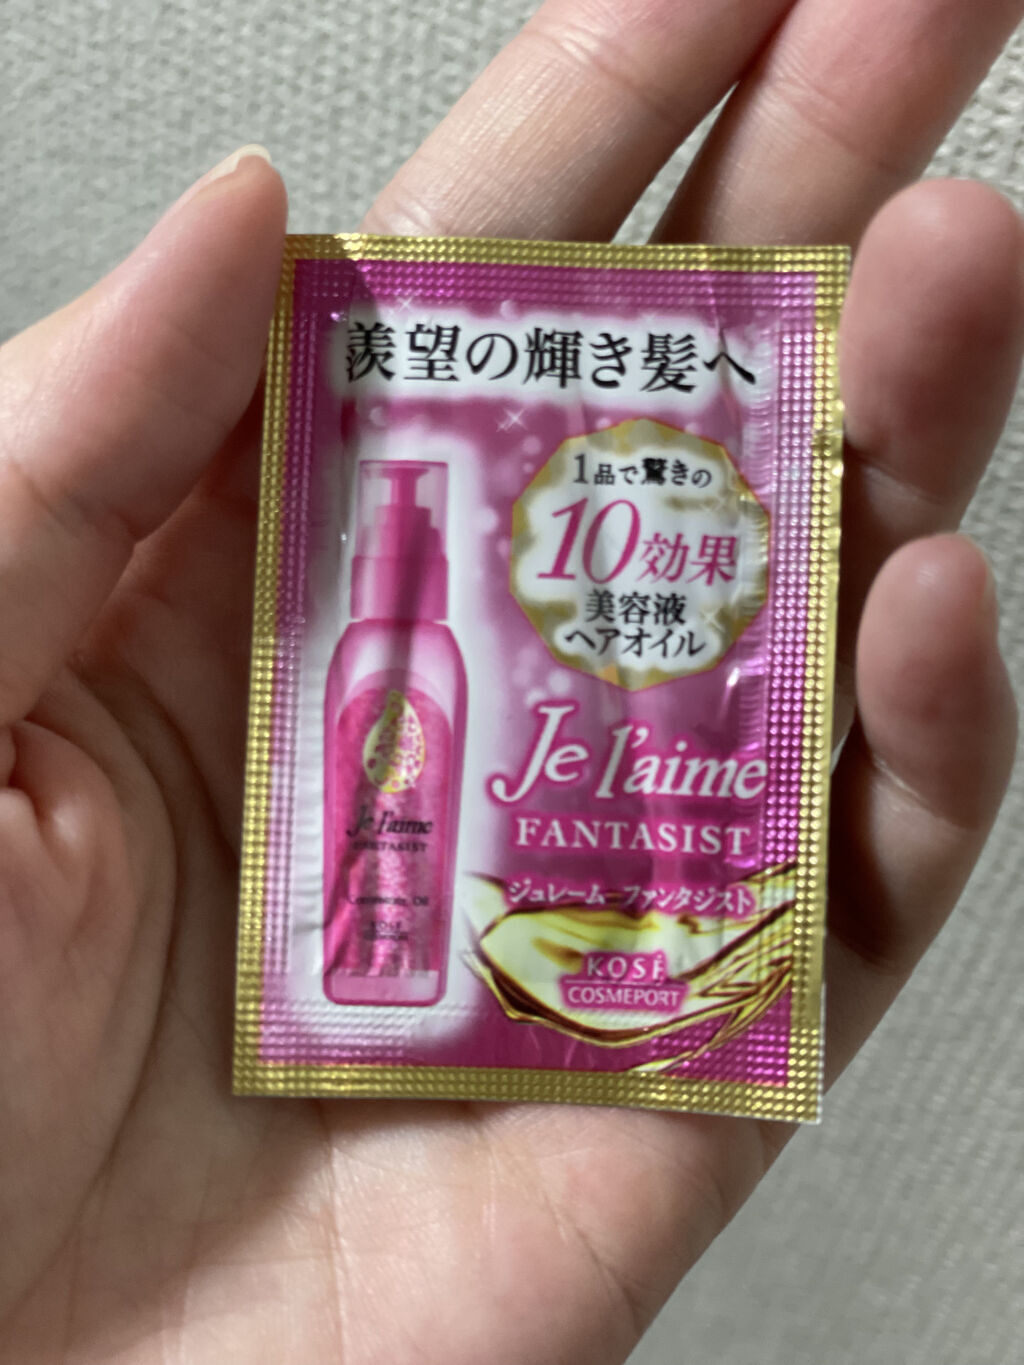 羨望の輝き髪へ
1品で驚きの
10効果
美容液
ヘアオイル
Je l'aime
FANTASIST
ジュレーム ファンタジスト
KOSÉ
COSMEPORT
Je l'aime
FANTASIST